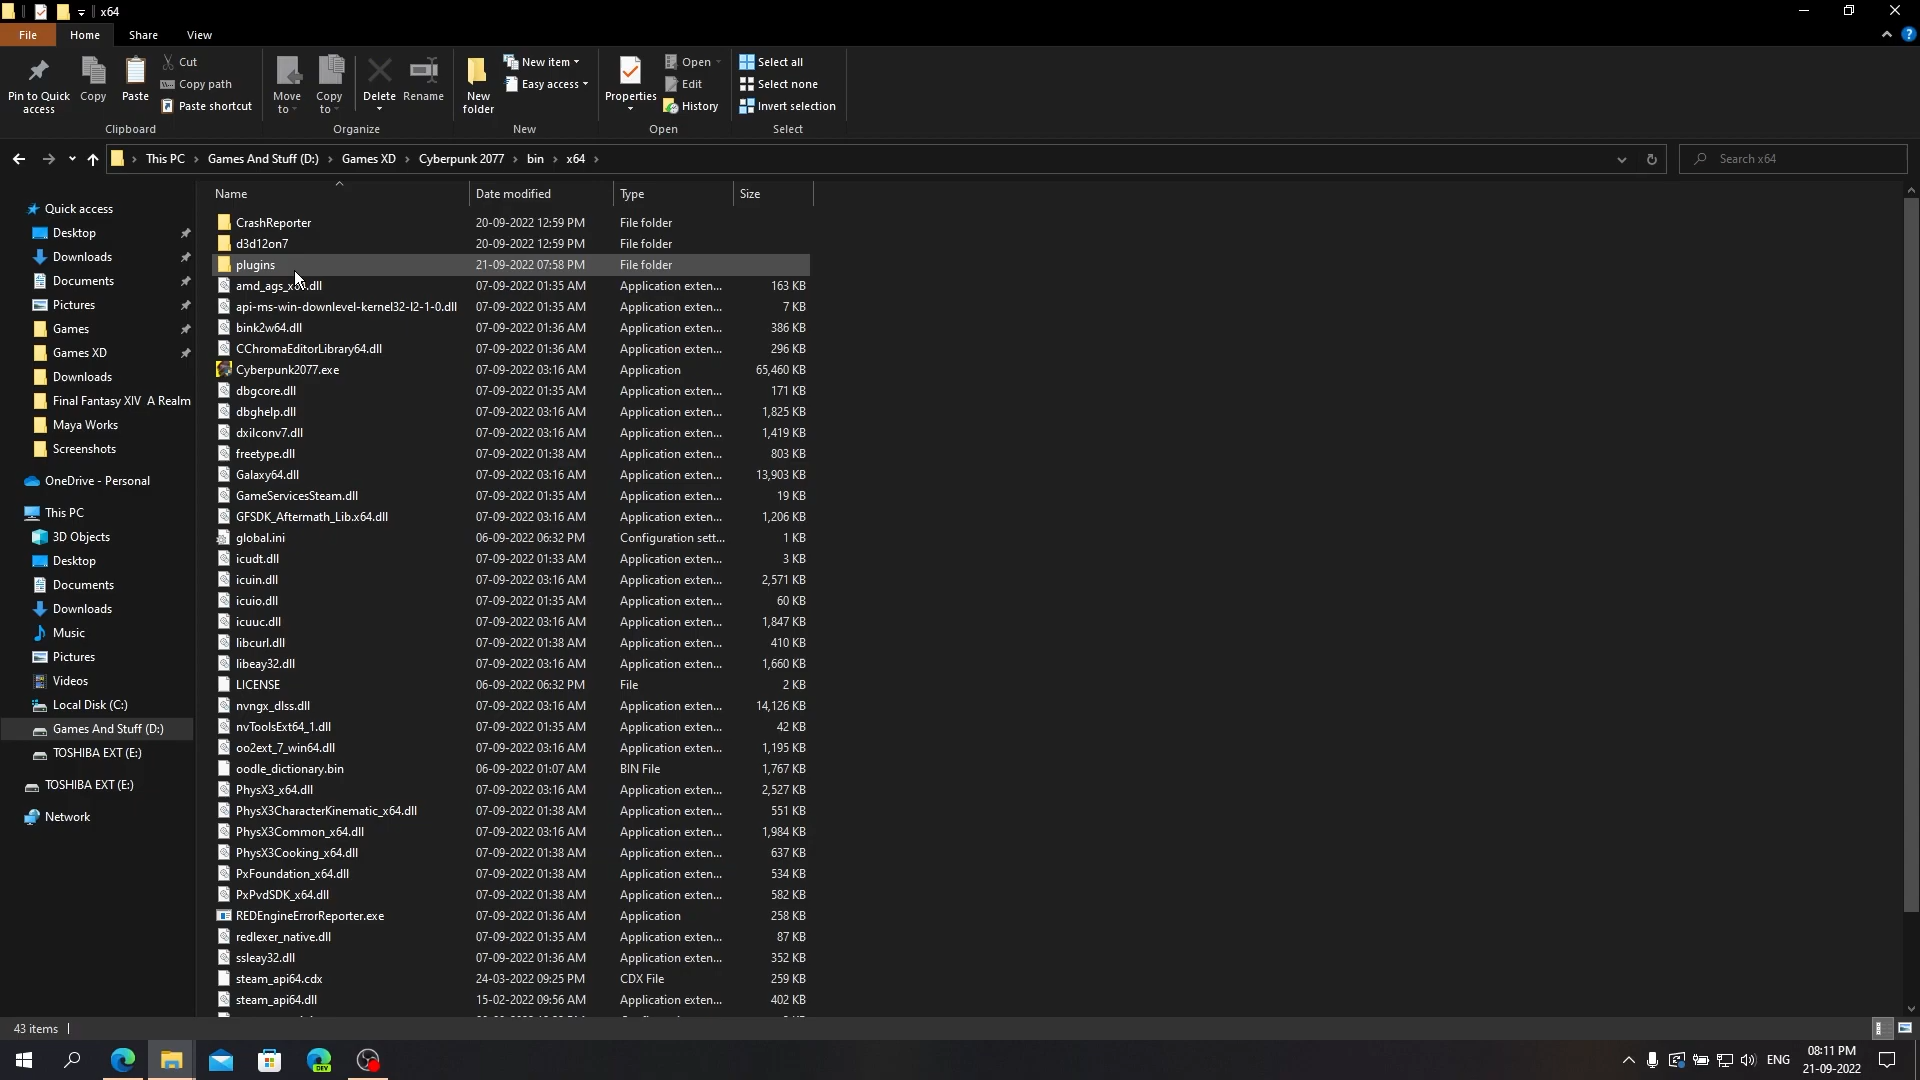 x64
File Home Share View
Pin to Quick access
Copy
Paste
Cut
Copy path
Paste shortcut
Clipboard
Move to
Copy to
Delete
Rename
Organize
New folder
New item
Easy access
New
Properties
Open
Edit
History
Open
Select all
Select none
Invert selection
Select
This PC Games And Stuff (D:) Games XD Cyberpunk 2077 bin x64
Search x64
Quick access
Desktop
Downloads
Documents
Pictures
Games
Games XD
Downloads
Final Fantasy XIV A Realm
Maya Works
Screenshots
OneDrive - Personal
This PC
3D Objects
Desktop
Documents
Downloads
Music
Pictures
Videos
Local Disk (C:)
Games And Stuff (D:)
TOSHIBA EXT (E:)
TOSHIBA EXT (E:)
Network
Name Date modified Type Size
CrashReporter 20-09-2022 12:59 PM File folder
d3d12on7 20-09-2022 12:59 PM File folder
plugins 21-09-2022 07:58 PM File folder
07-09-2022 01:35 AM Application exten... 163 KB
api-ms-win-downlevel-kernel32-l2-1-0.dll 07-09-2022 01:35 AM Application exten... 7 KB
bink2w64.dll 07-09-2022 01:36 AM Application exten... 386 KB
CChromaEditorLibrary64.dll 07-09-2022 01:36 AM Application exten... 296 KB
Cyberpunk2077.exe 07-09-2022 03:16 AM Application 65,460 KB
dbgcore.dll 07-09-2022 01:35 AM Application exten... 171 KB
dbghelp.dll 07-09-2022 03:16 AM Application exten... 1,825 KB
dxilconv7.dll 07-09-2022 03:16 AM Application exten... 1,419 KB
freetype.dll 07-09-2022 01:38 AM Application exten... 803 KB
Galaxy64.dll 07-09-2022 03:16 AM Application exten... 13,903 KB
GameServicesSteam.dll 07-09-2022 01:35 AM Application exten... 19 KB
GFSDK_Aftermath_Lib.x64.dll 07-09-2022 03:16 AM Application exten... 1,206 KB
global.ini 06-09-2022 06:32 PM Configuration sett... 1 KB
icudt.dll 07-09-2022 01:33 AM Application exten... 3 KB
icuin.dll 07-09-2022 03:16 AM Application exten... 2,571 KB
icuio.dll 07-09-2022 01:35 AM Application exten... 60 KB
icuuc.dll 07-09-2022 03:16 AM Application exten... 1,847 KB
libcurl.dll 07-09-2022 01:38 AM Application exten... 410 KB
libeay32.dll 07-09-2022 03:16 AM Application exten... 1,660 KB
LICENSE 06-09-2022 06:32 PM File 2 KB
nvngx_dlss.dll 07-09-2022 03:16 AM Application exten... 14,126 KB
nvToolsExt64_1.dll 07-09-2022 01:35 AM Application exten... 42 KB
oo2ext_7_win64.dll 07-09-2022 03:16 AM Application exten... 1,195 KB
oodle_dictionary.bin 06-09-2022 01:07 AM BIN File 1,767 KB
PhysX3_x64.dll 07-09-2022 03:16 AM Application exten... 2,527 KB
PhysX3CharacterKinematic_x64.dll 07-09-2022 01:38 AM Application exten... 551 KB
PhysX3Common_x64.dll 07-09-2022 03:16 AM Application exten... 1,984 KB
PhysX3Cooking_x64.dll 07-09-2022 01:38 AM Application exten... 637 KB
PxFoundation_x64.dll 07-09-2022 01:38 AM Application exten... 534 KB
PxPvdSDK_x64.dll 07-09-2022 01:38 AM Application exten... 582 KB
REDEngineErrorReporter.exe 07-09-2022 01:36 AM Application 258 KB
redlexer_native.dll 07-09-2022 01:35 AM Application exten... 87 KB
ssleay32.dll 07-09-2022 01:36 AM Application exten... 352 KB
steam_api64.cdx 24-03-2022 09:25 PM CDX File 259 KB
steam_api64.dll 15-02-2022 09:56 AM Application exten... 402 KB
43 items
DEV
ENG
08:11 PM
21-09-2022